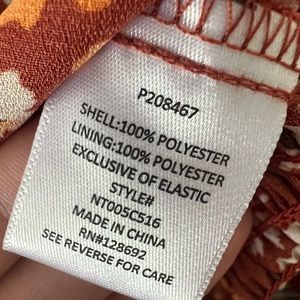 P208467
SHELL:100% POLYESTER
LINING:100% POLYESTER
EXCLUSIVE OF ELASTIC
STYLE#
NT005C516
MADE IN CHINA
RN#128692
SEE REVERSE FOR CARE